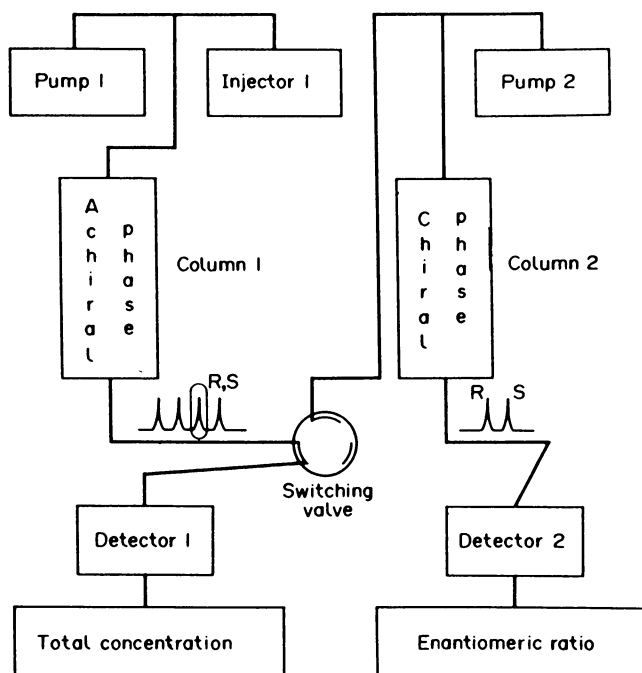 Pump 1
Injector 1
Pump 2
Achiral
phase
Column 1
Chiral
phase
Column 2
R,S
R
S
Switching
valve
Detector 1
Detector 2
Total concentration
Enantiomeric ratio